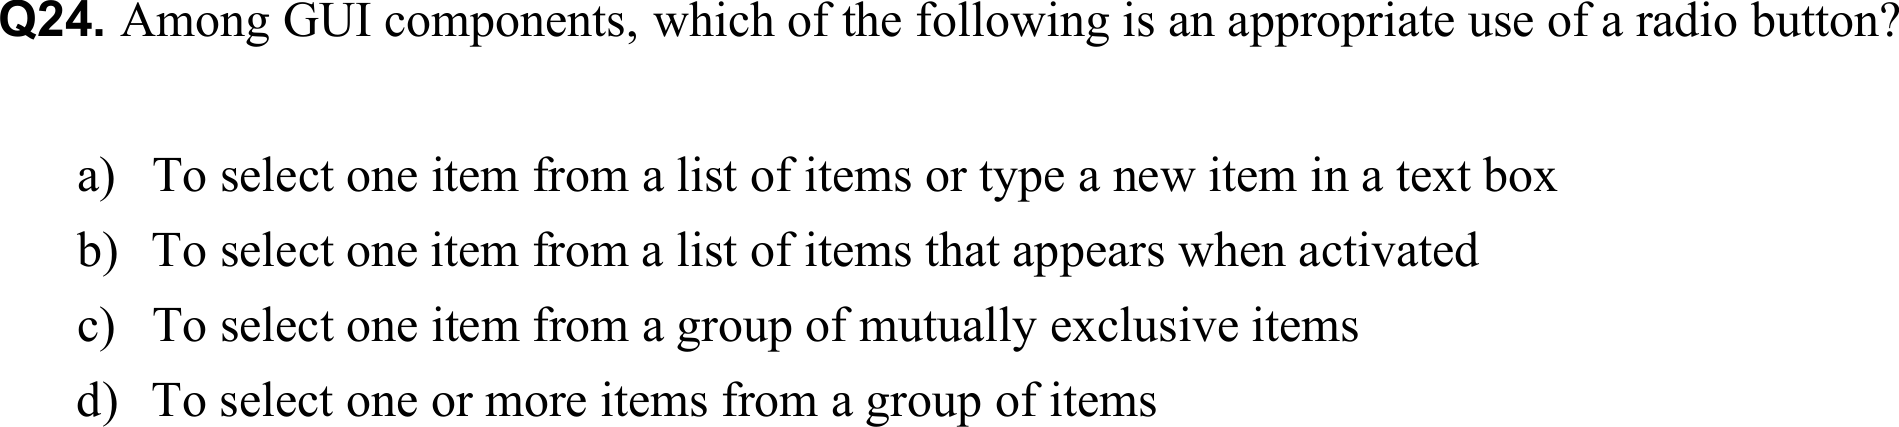 Q24. Among GUI components, which of the following is an appropriate use of a radio button?
a) To select one item from a list of items or type a new item in a text box
b) To select one item from a list of items that appears when activated
c) To select one item from a group of mutually exclusive items
d) To select one or more items from a group of items